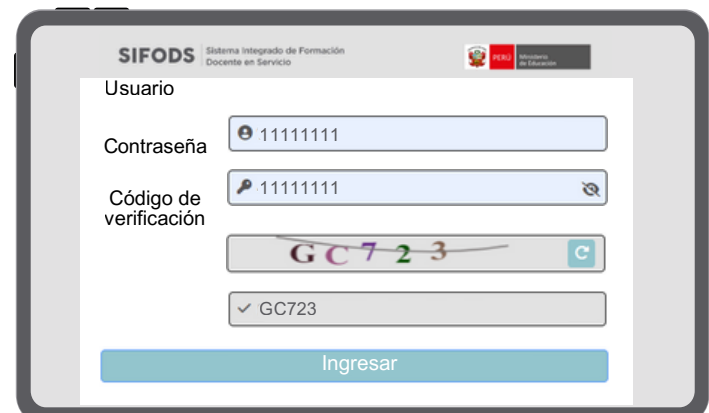 SIFODS
Sistema Integrado de Formación
Docente en Servicio
PERÚ
Ministerio
de Educación
Usuario
11111111
Contraseña
11111111
Código de
verificación
GC723
GC723
Ingresar